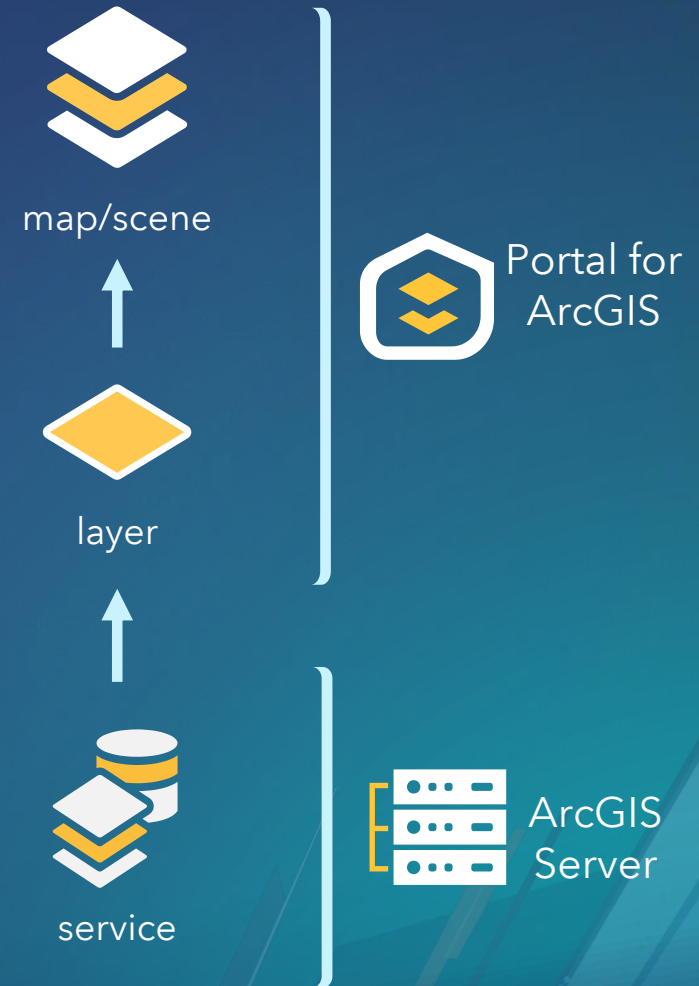 map/scene
Portal for
ArcGIS
layer
ArcGIS
Server
service